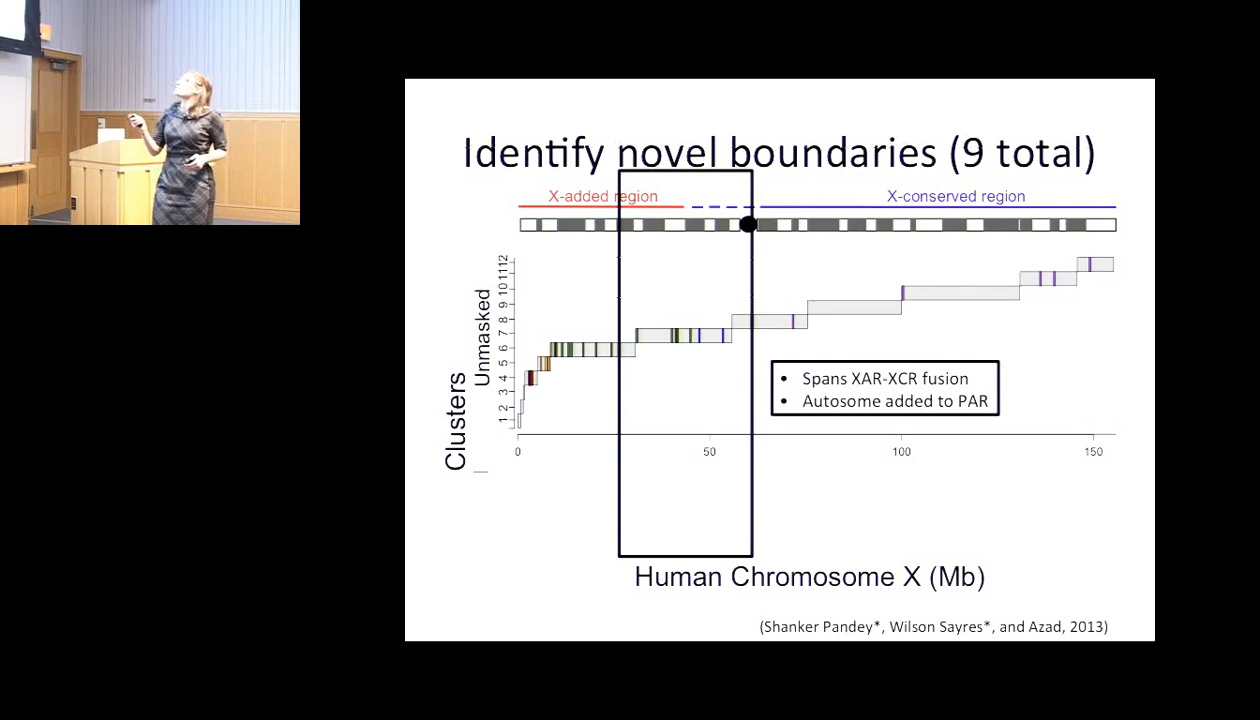 Identify novel boundaries (9 total)
X-added region
X-conserved region
Clusters
Unmasked
1 2 3 4 5 6 7 8 9 10 11 12
• Spans XAR-XCR fusion
• Autosome added to PAR
0 50 100 150
Human Chromosome X (Mb)
(Shanker Pandey*, Wilson Sayres*, and Azad, 2013)